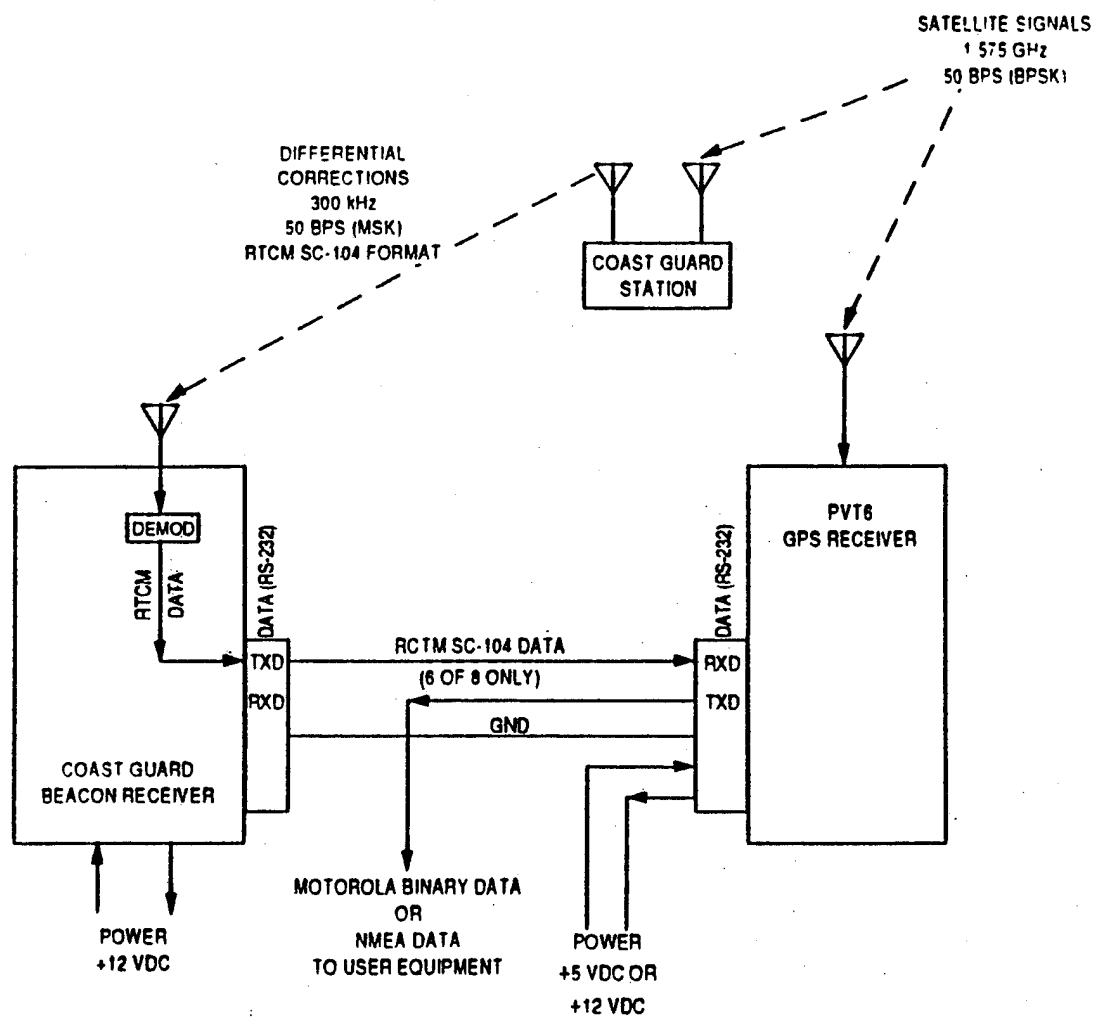 SATELLITE SIGNALS
1 575 GHz
50 BPS (BPSK)
DIFFERENTIAL
CORRECTIONS
300 kHz
50 BPS (MSK)
RTCM SC-104 FORMAT
COAST GUARD
STATION
DEMOD
RTCM
DATA
DATA (RS-232)
TXD
RXD
COAST GUARD
BEACON RECEIVER
POWER
+12 VDC
RCTM SC-104 DATA
(6 OF 8 ONLY)
GND
MOTOROLA BINARY DATA
OR
NMEA DATA
TO USER EQUIPMENT
DATA (RS-232)
RXD
TXD
PVT6
GPS RECEIVER
POWER
+5 VDC OR
+12 VDC